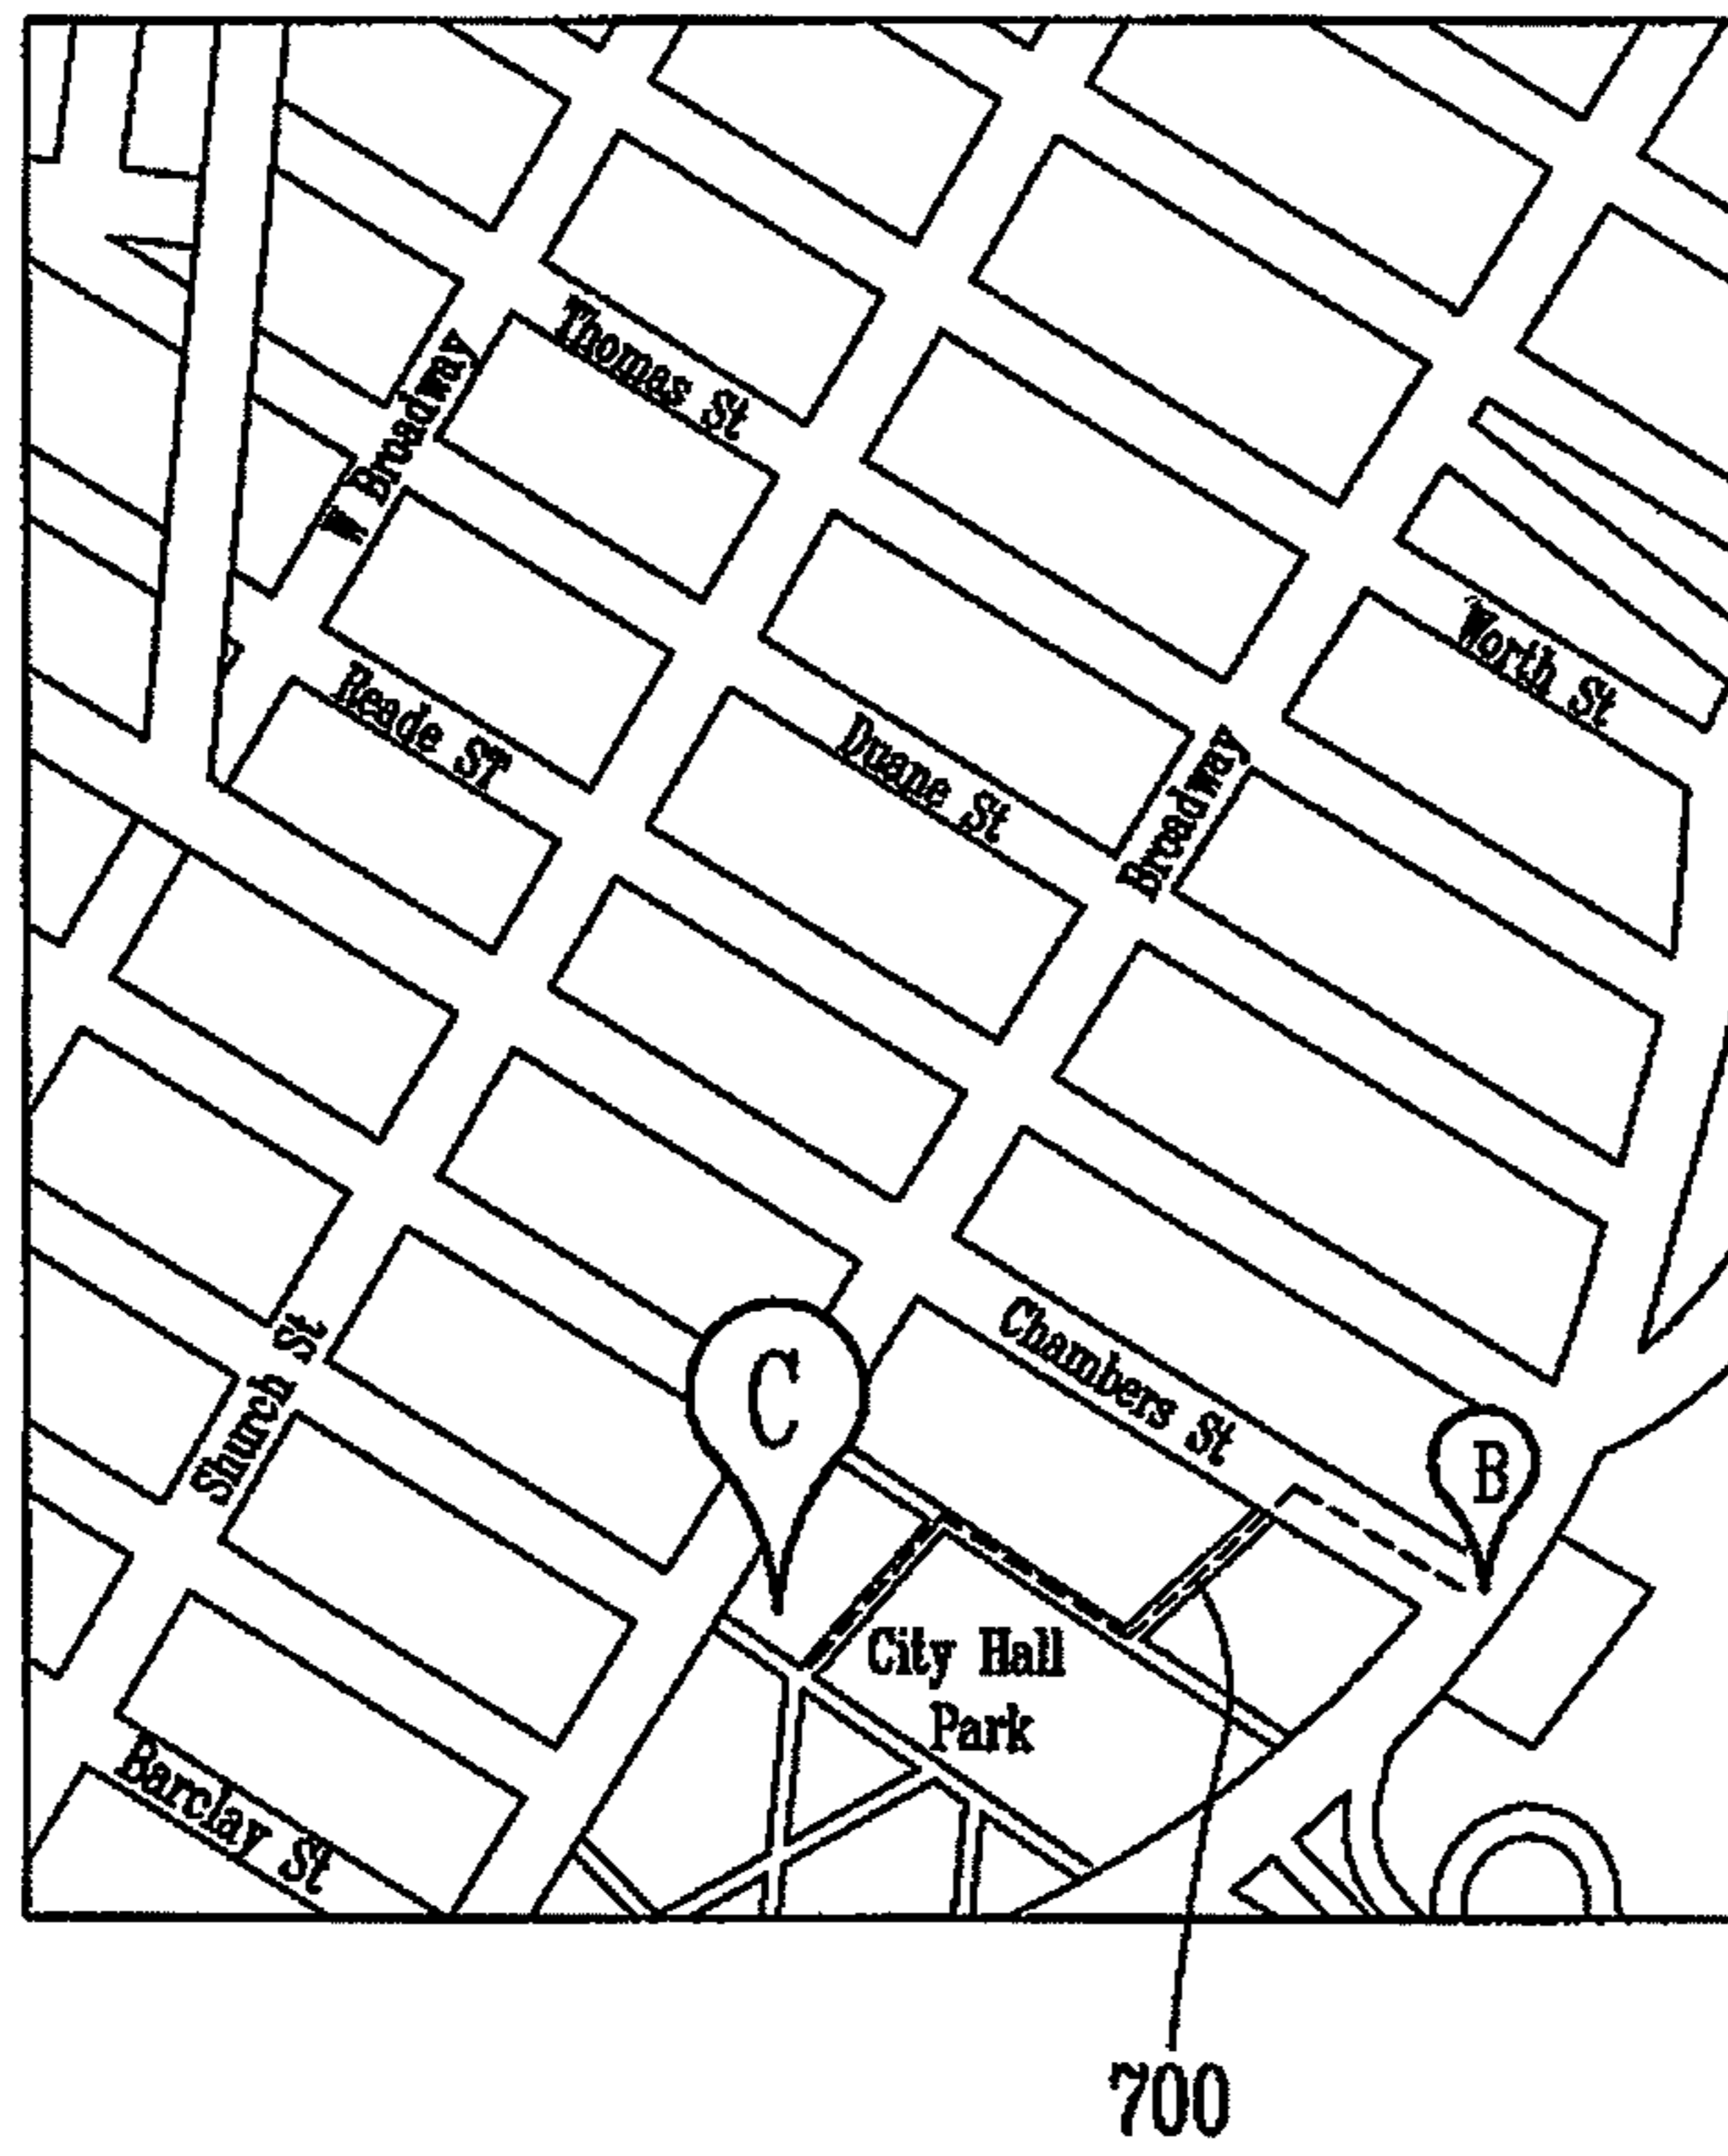 Thomas St
W Broadway
Worth St
Reade ST
Duane St
Broadway
Chambers St
Shurch St
C
B
City Hall
Park
Barclay St
700